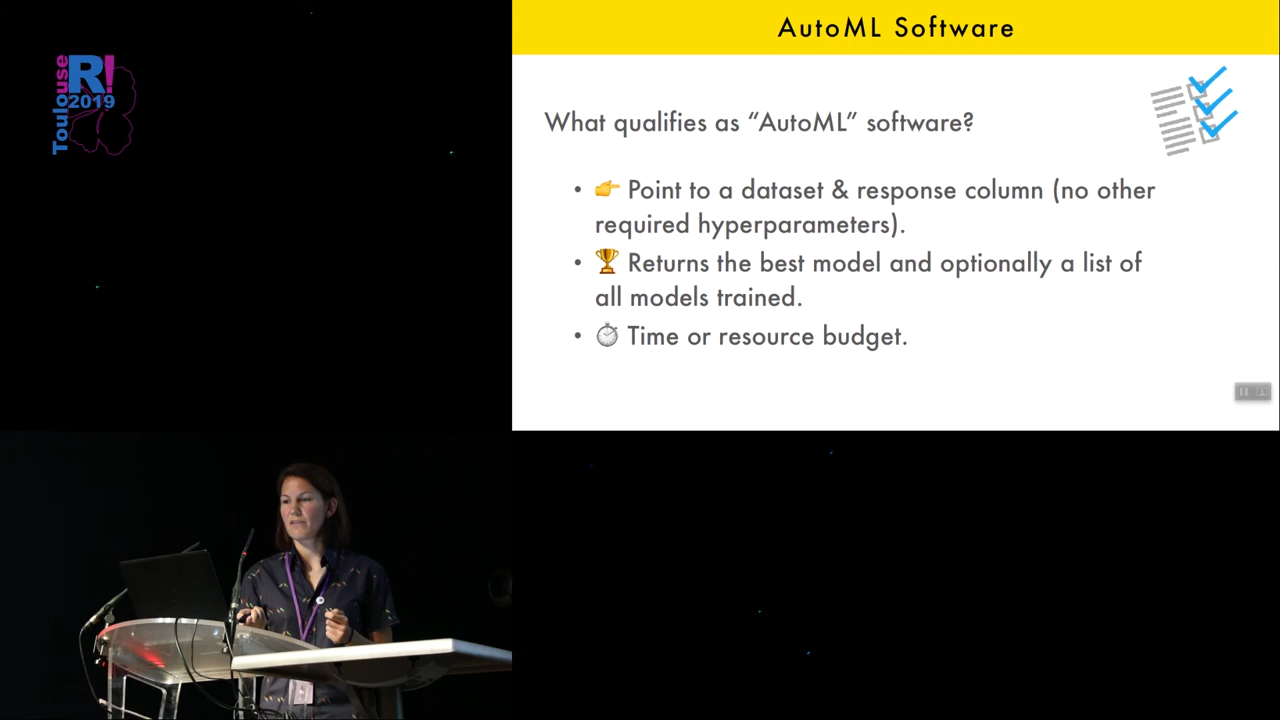 Toulouse
R!
2019
AutoML Software
What qualifies as “AutoML” software?
• 👉 Point to a dataset & response column (no other
required hyperparameters).
• 🏆 Returns the best model and optionally a list of
all models trained.
• ⏱ Time or resource budget.